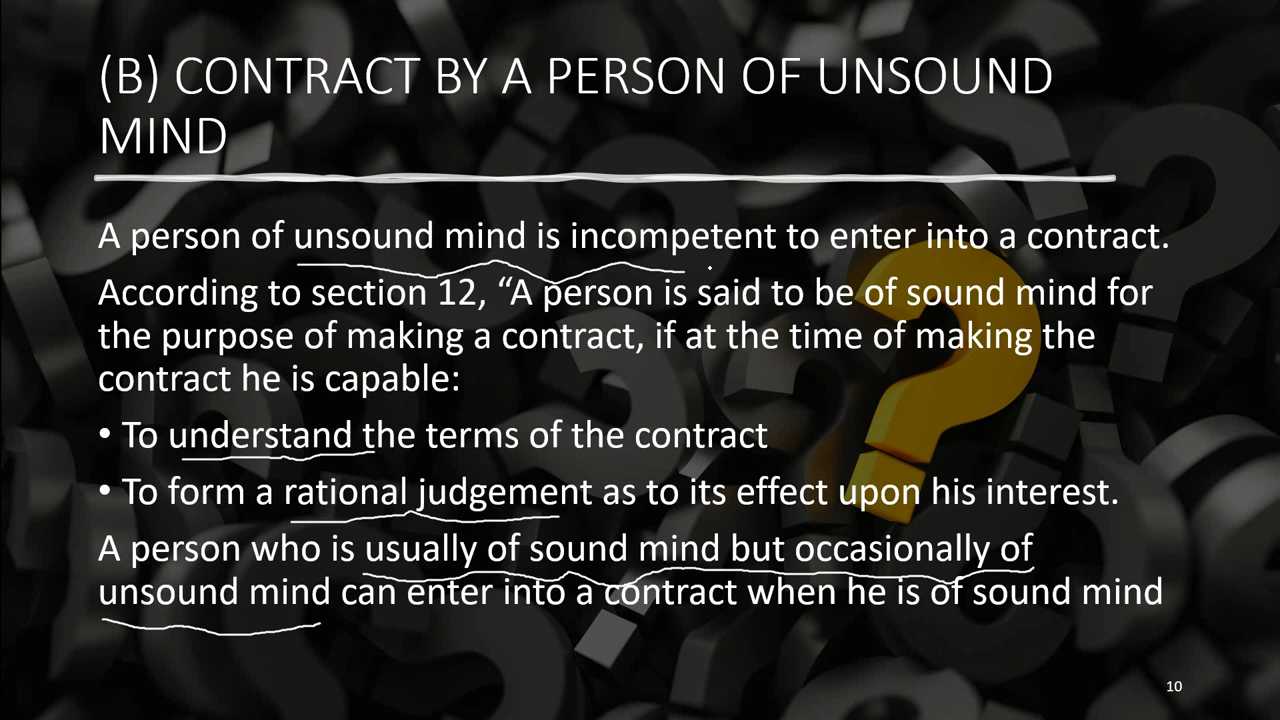 (B) CONTRACT BY A PERSON OF UNSOUND
MIND
A person of unsound mind is incompetent to enter into a contract.
According to section 12, “A person is said to be of sound mind for
the purpose of making a contract, if at the time of making the
contract he is capable:
• To understand the terms of the contract
• To form a rational judgement as to its effect upon his interest.
A person who is usually of sound mind but occasionally of
unsound mind can enter into a contract when he is of sound mind
10